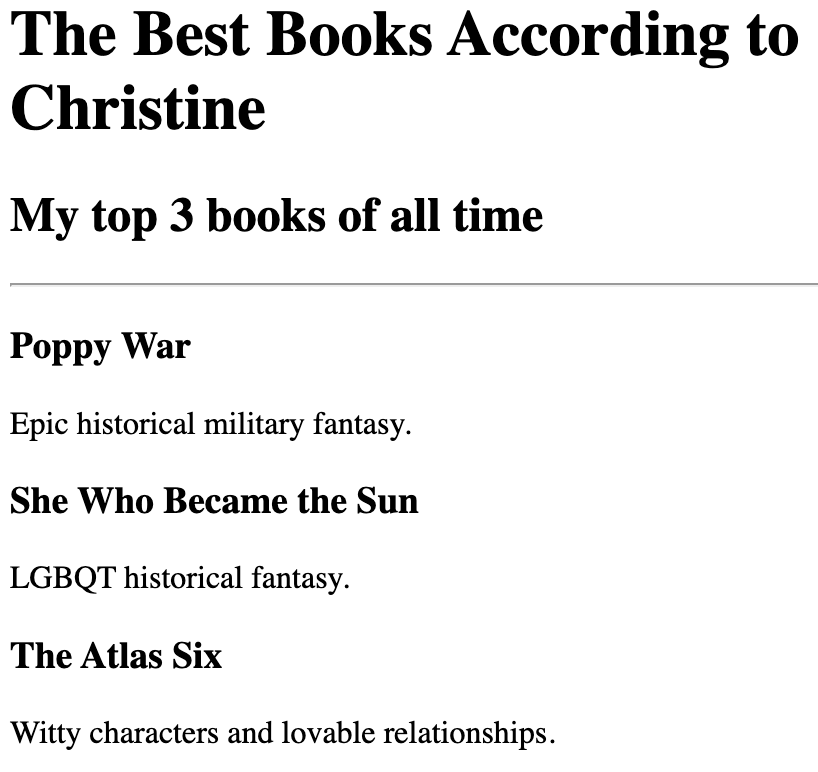 The Best Books According to
Christine
My top 3 books of all time
Poppy War
Epic historical military fantasy.
She Who Became the Sun
LGBQT historical fantasy.
The Atlas Six
Witty characters and lovable relationships.